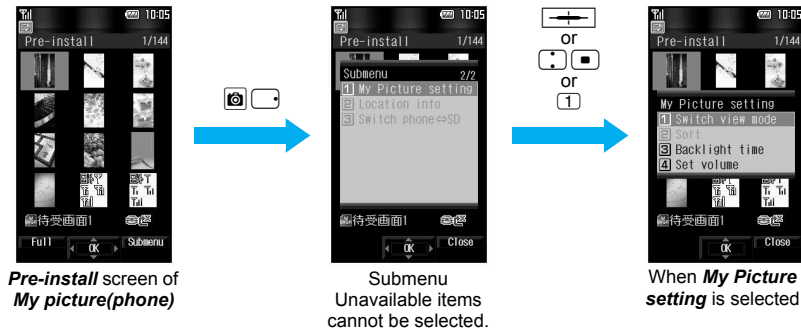 10:05
Pre-install 1/144
待受画面1
Full OK Submenu
Pre-install screen of
My picture(phone)
10:05
Pre-install 1/144
Submenu 2/2
1 My Picture setting
2 Location info
3 Switch phone⇔SD
待受画面1
OK Close
Submenu
Unavailable items
cannot be selected.
or
or
1
10:05
Pre-install 1/144
My Picture setting
1 Switch view mode
2 Sort
3 Backlight time
4 Set volume
待受画面1
OK Close
When My Picture
setting is selected